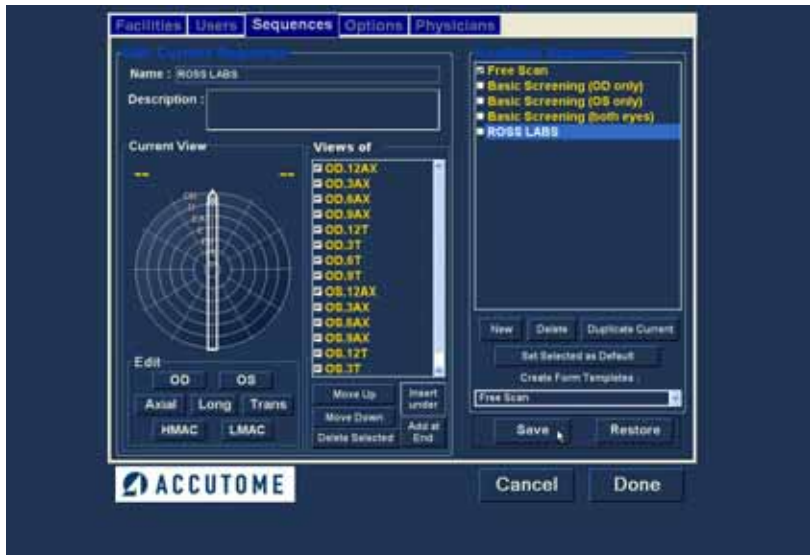 Facilities Users Sequences Options Physicians
Edit Current Sequence
Name : ROSS LABS
Description :
Current View
-- --
Views of
OD.12AX
OD.3AX
OD.6AX
OD.9AX
OD.12T
OD.3T
OD.6T
OD.9T
OS.12AX
OS.3AX
OS.6AX
OS.9AX
OS.12T
OS.3T
Edit
OD OS
Axial Long Trans
HMAC LMAC
Move Up
Move Down
Delete Selected
Insert under
Add at End
Free Scan
Basic Screening (OD only)
Basic Screening (OS only)
Basic Screening (both eyes)
ROSS LABS
New Delete Duplicate Current
Set Selected as Default
Create Form Templates :
Free Scan
Save Restore
ACCUTOME
Cancel Done